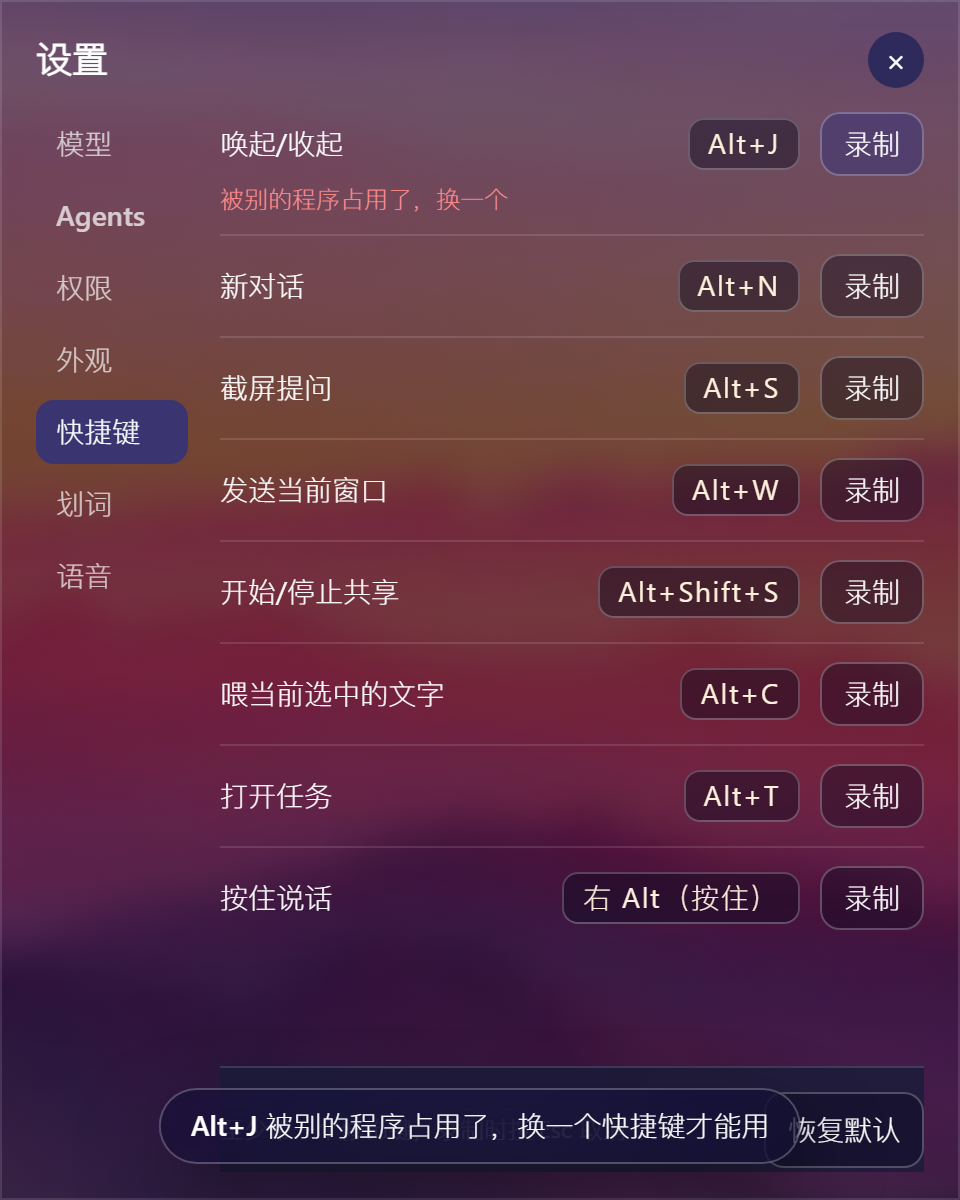 设置
×
模型
Agents
权限
外观
快捷键
划词
语音
唤起/收起 Alt+J 录制
被别的程序占用了，换一个
新对话 Alt+N 录制
截屏提问 Alt+S 录制
发送当前窗口 Alt+W 录制
开始/停止共享 Alt+Shift+S 录制
喂当前选中的文字 Alt+C 录制
打开任务 Alt+T 录制
按住说话 右 Alt（按住） 录制
Alt+J 被别的程序占用了，换一个快捷键才能用
恢复默认